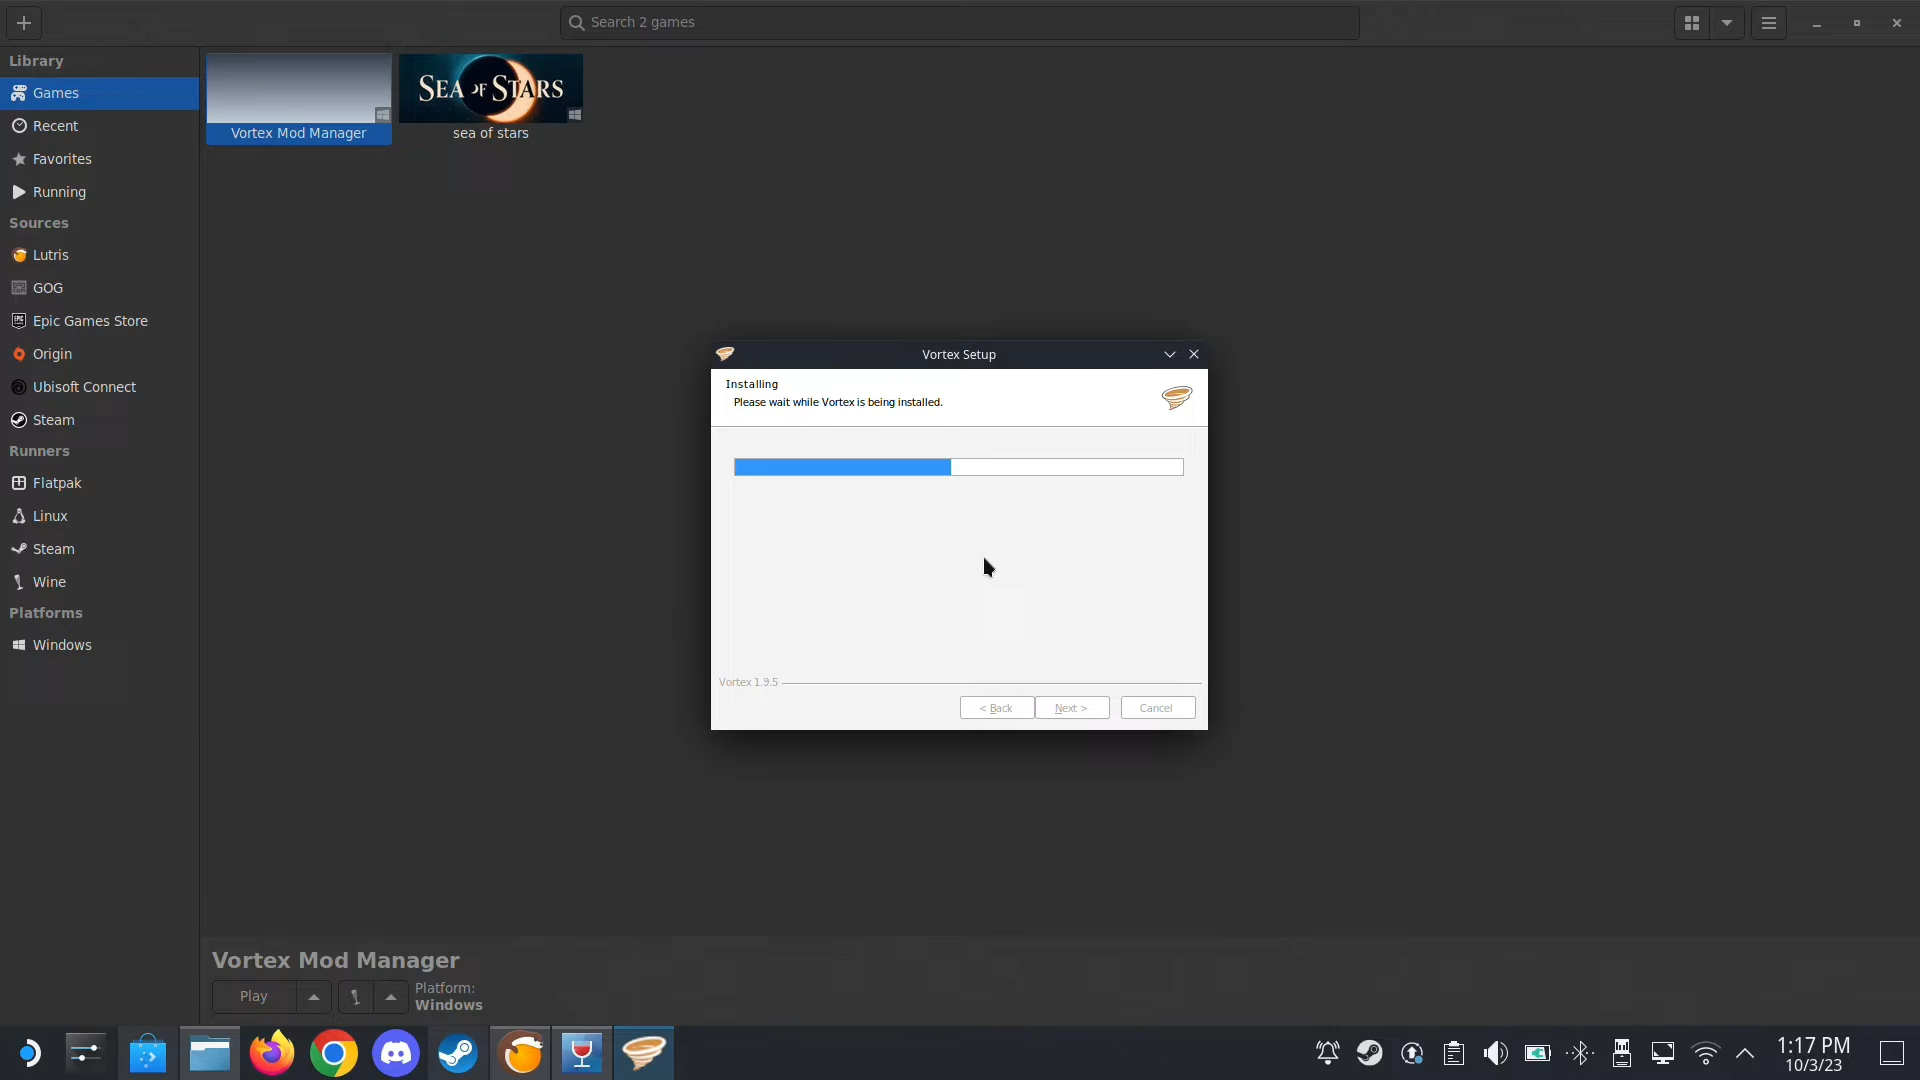 Search 2 games
Library
Games
Recent
Favorites
Running
Sources
Lutris
GOG
Epic Games Store
Origin
Ubisoft Connect
Steam
Runners
Flatpak
Linux
Steam
Wine
Platforms
Windows
SEA OF STARS
Vortex Mod Manager
sea of stars
Vortex Setup
Installing
Please wait while Vortex is being installed.
Vortex 1.9.5
< Back
Next >
Cancel
Vortex Mod Manager
Play
Platform:
Windows
1:17 PM
10/3/23